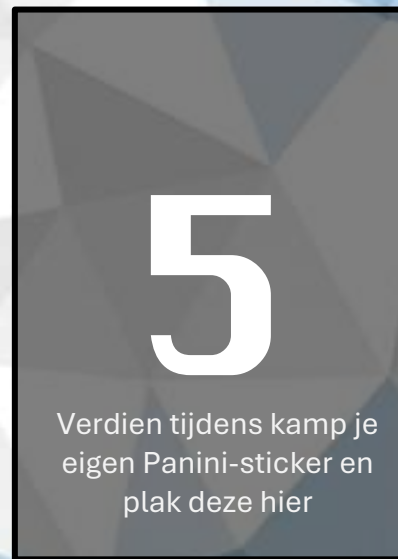 5
Verdien tijdens kamp je
eigen Panini-sticker en
plak deze hier